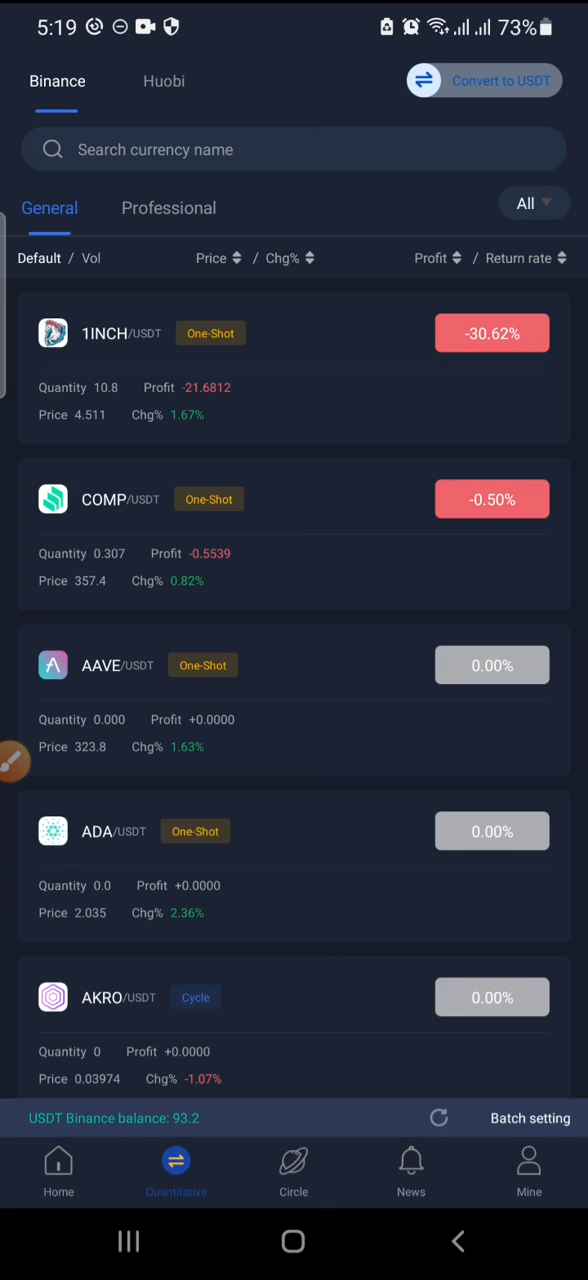 5:19 73%
Binance Huobi Convert to USDT
Search currency name
General Professional All
Default / Vol Price / Chg% Profit / Return rate
1INCH/USDT One-Shot -30.62%
Quantity 10.8 Profit -21.6812
Price 4.511 Chg% 1.67%
COMP/USDT One-Shot -0.50%
Quantity 0.307 Profit -0.5539
Price 357.4 Chg% 0.82%
AAVE/USDT One-Shot 0.00%
Quantity 0.000 Profit +0.0000
Price 323.8 Chg% 1.63%
ADA/USDT One-Shot 0.00%
Quantity 0.0 Profit +0.0000
Price 2.035 Chg% 2.36%
AKRO/USDT Cycle 0.00%
Quantity 0 Profit +0.0000
Price 0.03974 Chg% -1.07%
USDT Binance balance: 93.2 Batch setting
Home Quantitative Circle News Mine